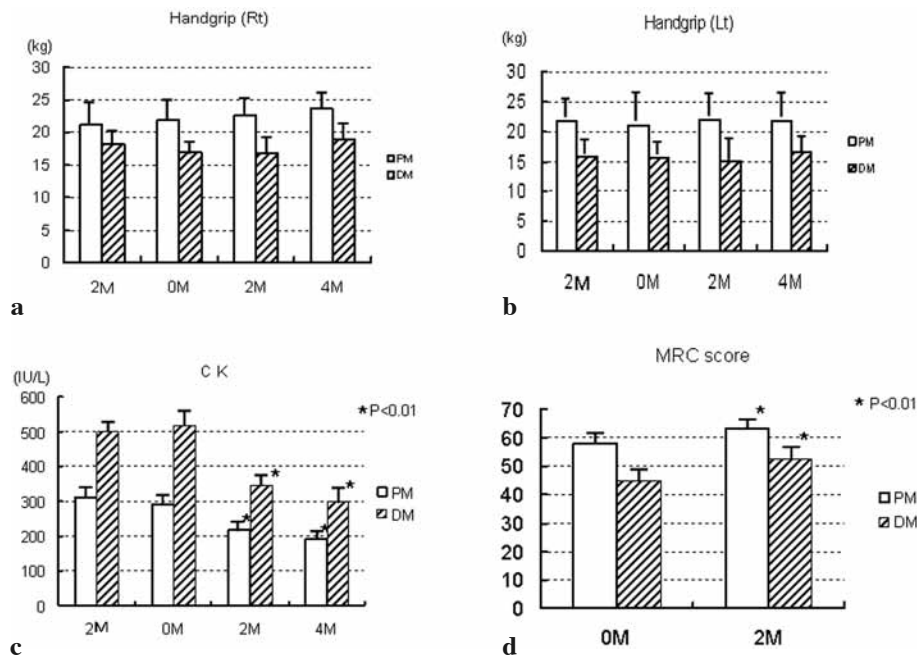 Handgrip (Rt)
(kg)
30
25
20
15
10
5
0
2M 0M 2M 4M
PM
DM
a
Handgrip (Lt)
(kg)
30
25
20
15
10
5
0
2M 0M 2M 4M
PM
DM
b
C K
(IU/L)
600
500
400
300
200
100
0
* P<0.01
* * * *
2M 0M 2M 4M
PM
DM
c
MRC score
70
60
50
40
30
20
10
0
* P<0.01
* *
0M 2M
PM
DM
d